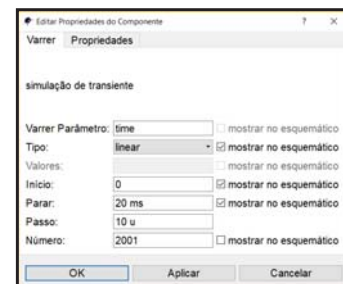 Editar Propriedades do Componente ? ×
Varrer Propriedades
simulação de transiente
Varrer Parâmetro: time mostrar no esquemático
Tipo: linear mostrar no esquemático
Valores: mostrar no esquemático
Início: 0 mostrar no esquemático
Parar: 20 ms mostrar no esquemático
Passo: 10 u
Número: 2001 mostrar no esquemático
OK Aplicar Cancelar